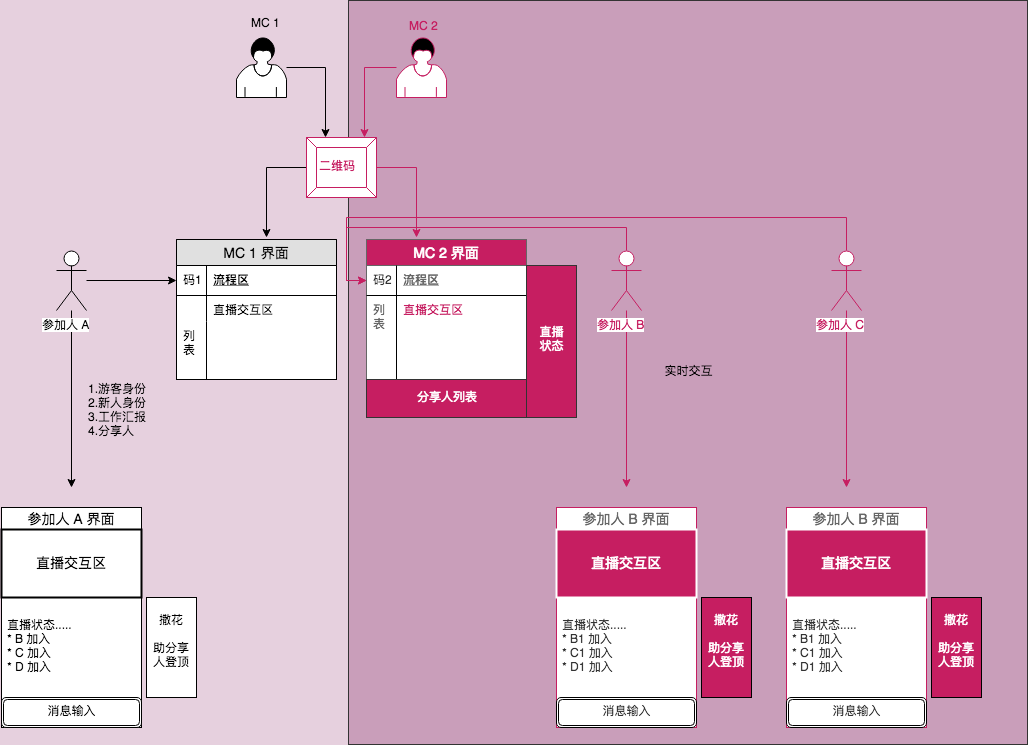 MC 1
MC 2
二维码
MC 1 界面
码1
流程区
直播交互区
列
表
MC 2 界面
码2
流程区
列
表
直播交互区
直播
状态
分享人列表
参加人 A
参加人 B
参加人 C
实时交互
1.游客身份
2.新人身份
3.工作汇报
4.分享人
参加人 A 界面
直播交互区
直播状态.....
* B 加入
* C 加入
* D 加入
消息输入
撒花
助分享
人登顶
参加人 B 界面
直播交互区
直播状态.....
* B1 加入
* C1 加入
* D1 加入
消息输入
撒花
助分享
人登顶
参加人 B 界面
直播交互区
直播状态.....
* B1 加入
* C1 加入
* D1 加入
消息输入
撒花
助分享
人登顶